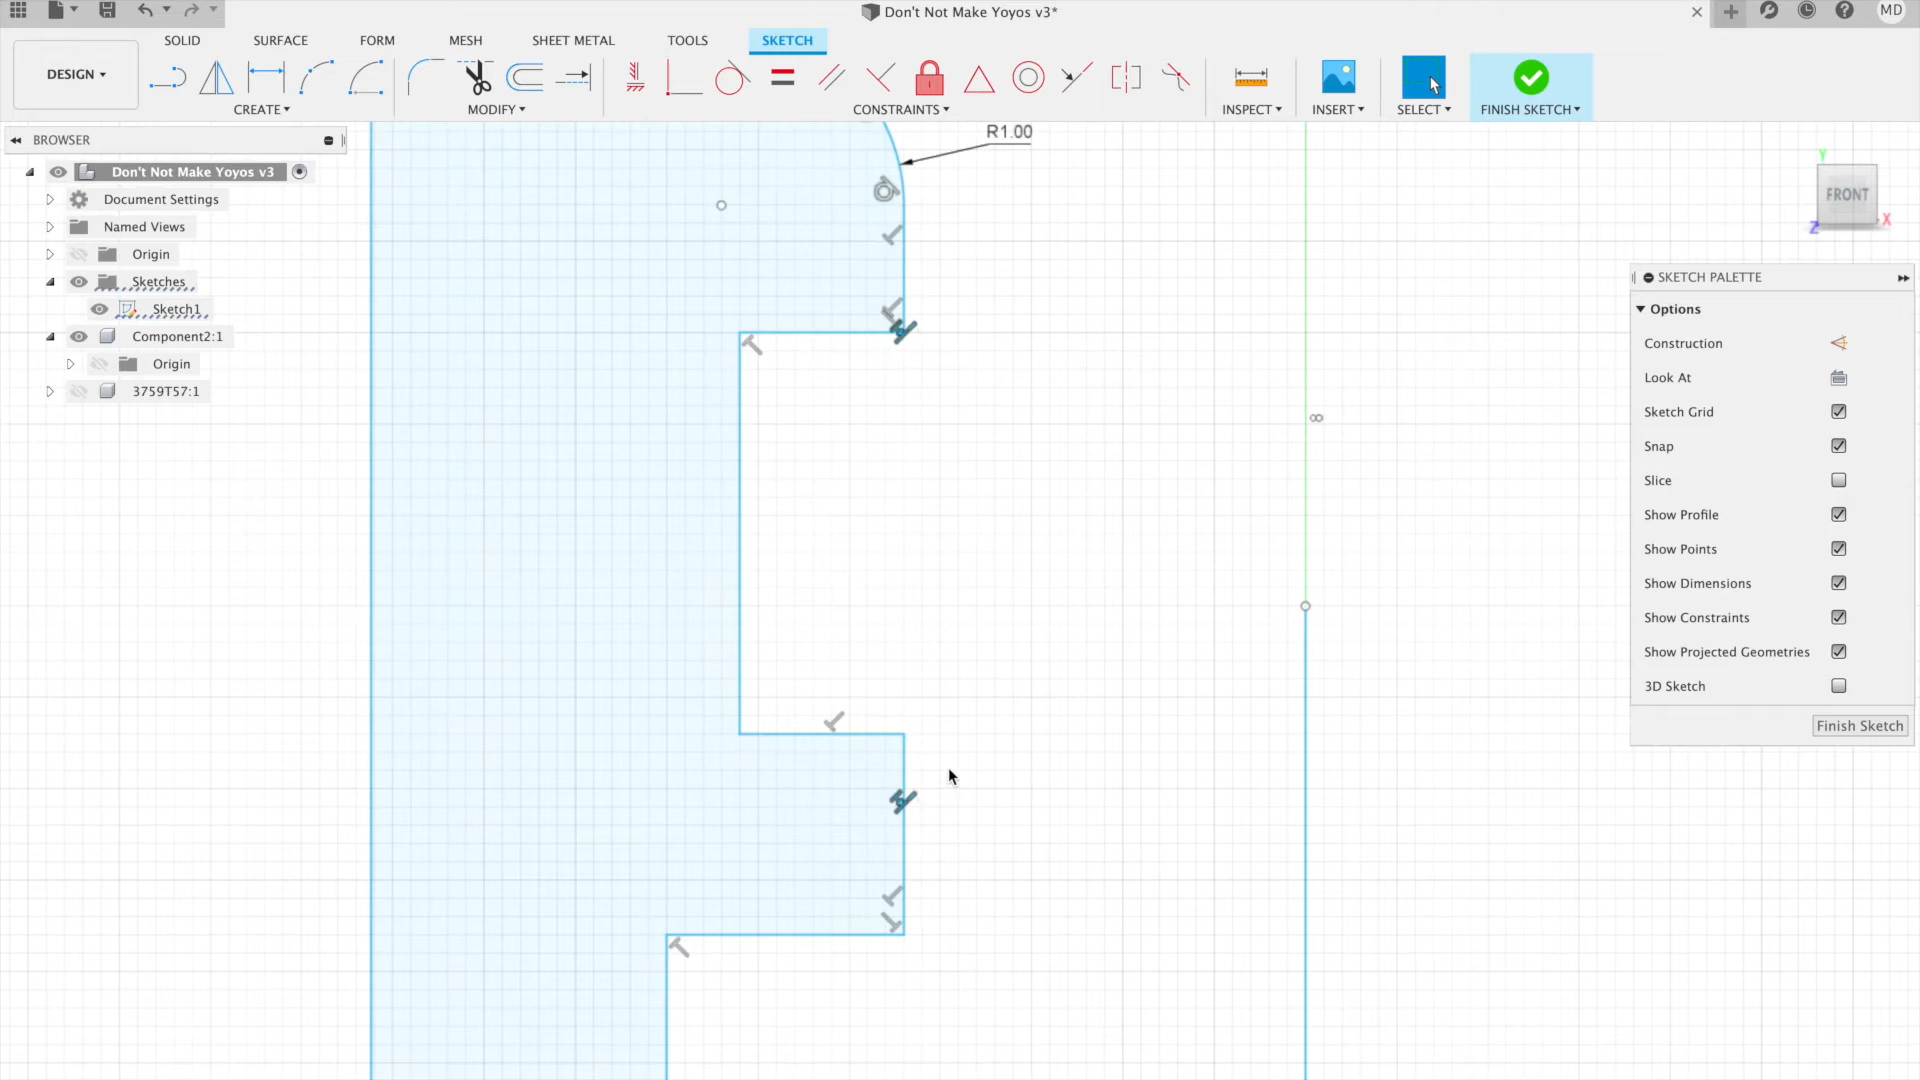 Don't Not Make Yoyos v3*
MD
SOLID SURFACE FORM MESH SHEET METAL TOOLS SKETCH
DESIGN
CREATE MODIFY CONSTRAINTS INSPECT INSERT SELECT FINISH SKETCH
BROWSER
Don't Not Make Yoyos v3
Document Settings
Named Views
Origin
Sketches
Sketch1
Component2:1
Origin
3759T57:1
R1.00
Y
FRONT
X
Z
SKETCH PALETTE
Options
Construction
Look At
Sketch Grid
Snap
Slice
Show Profile
Show Points
Show Dimensions
Show Constraints
Show Projected Geometries
3D Sketch
Finish Sketch